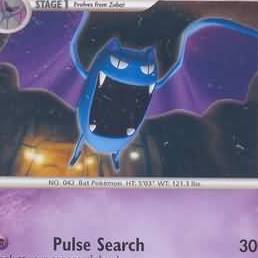 STAGE 1 Evolves from Zubat
NO. 042 Bat Pokémon HT: 5'03" WT: 121.3 lbs.
Pulse Search 30